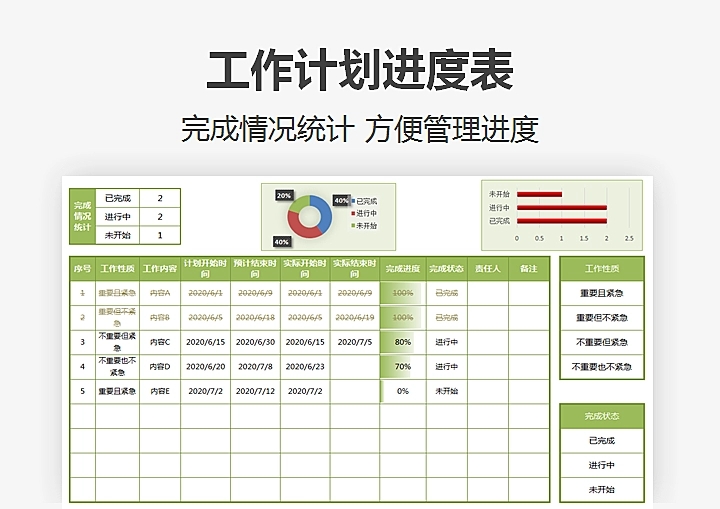 工作计划进度表
完成情况统计 方便管理进度
完成情况统计
已完成 2
进行中 2
未开始 1
20%
40%
40%
已完成
进行中
未开始
未开始
进行中
已完成
0 0.5 1 1.5 2 2.5
序号 工作性质 工作内容 计划开始时间 预计结束时间 实际开始时间 实际结束时间 完成进度 完成状态 责任人 备注
1 重要且紧急 内容A 2020/6/1 2020/6/9 2020/6/1 2020/6/9 100% 已完成
2 重要但不紧急 内容B 2020/6/5 2020/6/18 2020/6/5 2020/6/19 100% 已完成
3 不重要但紧急 内容C 2020/6/15 2020/6/30 2020/6/15 2020/7/5 80% 进行中
4 不重要也不紧急 内容D 2020/6/20 2020/7/8 2020/6/23 70% 进行中
5 重要且紧急 内容E 2020/7/2 2020/7/12 2020/7/2 0% 未开始
工作性质
重要且紧急
重要但不紧急
不重要但紧急
不重要也不紧急
完成状态
已完成
进行中
未开始